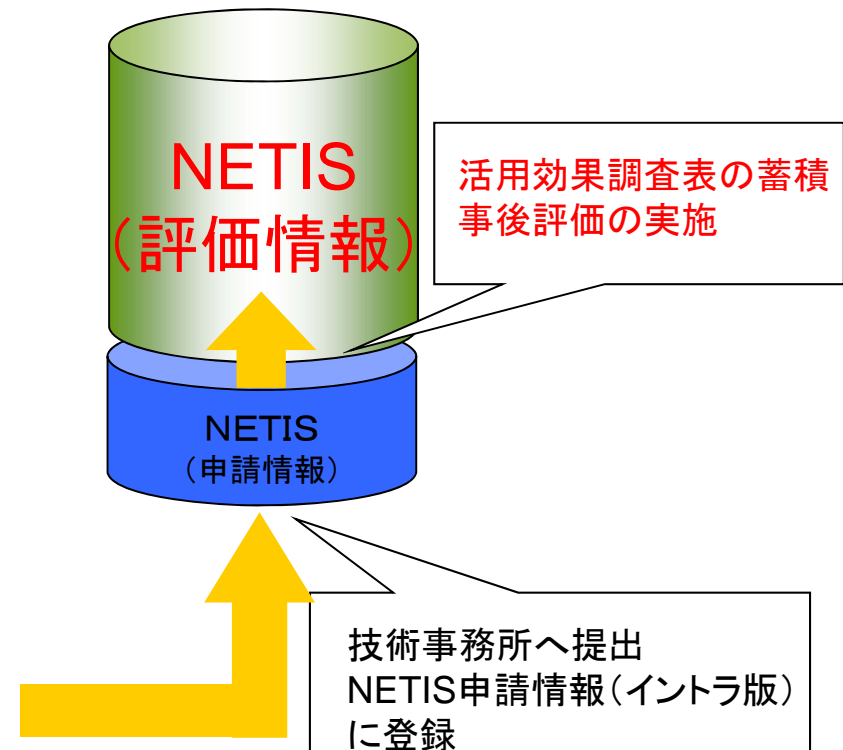 NETIS
(評価情報)
活用効果調査表の蓄積
事後評価の実施
NETIS
(申請情報)
技術事務所へ提出
NETIS申請情報(イントラ版)
に登録